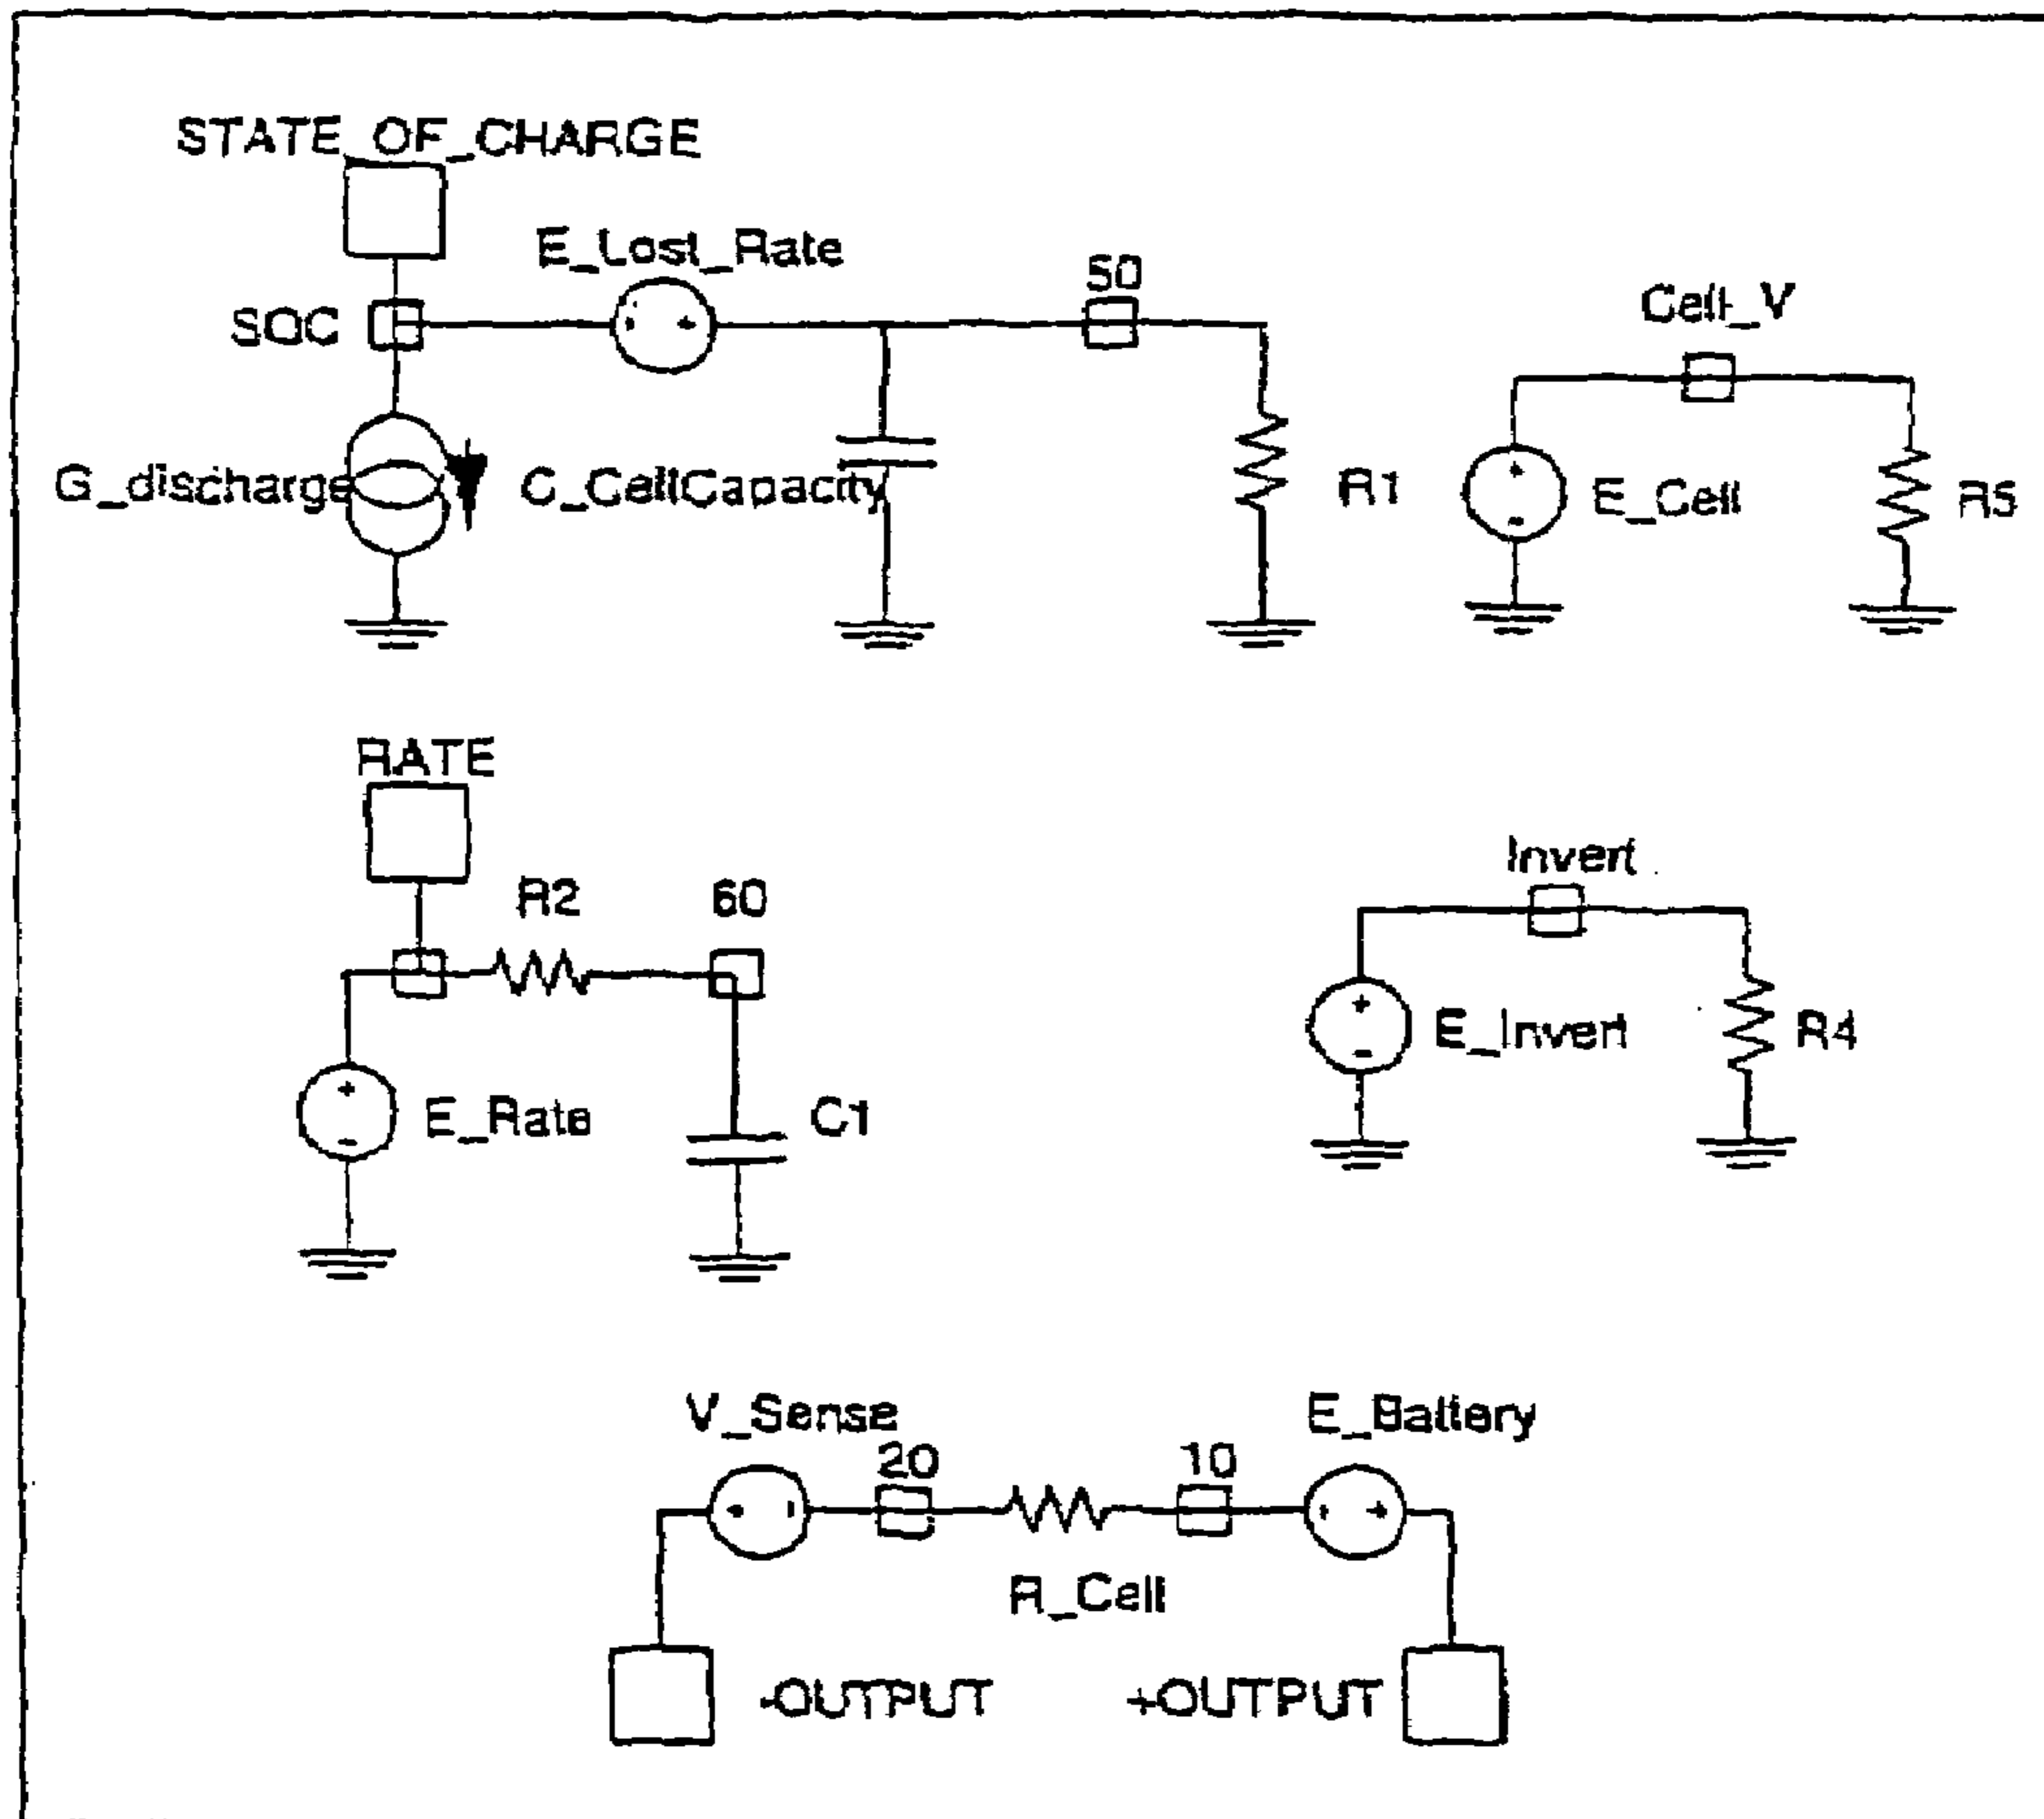 STATE_OF_CHARGE
E_Lost_Rate
50
SOC
Cell_V
G_discharge
C_CellCapacity
R1
E_Cell
R5
RATE
R2
60
Invert
E_Invert
R4
E_Rate
C1
V_Sense
E_Battery
20
10
R_Cell
-OUTPUT
+OUTPUT